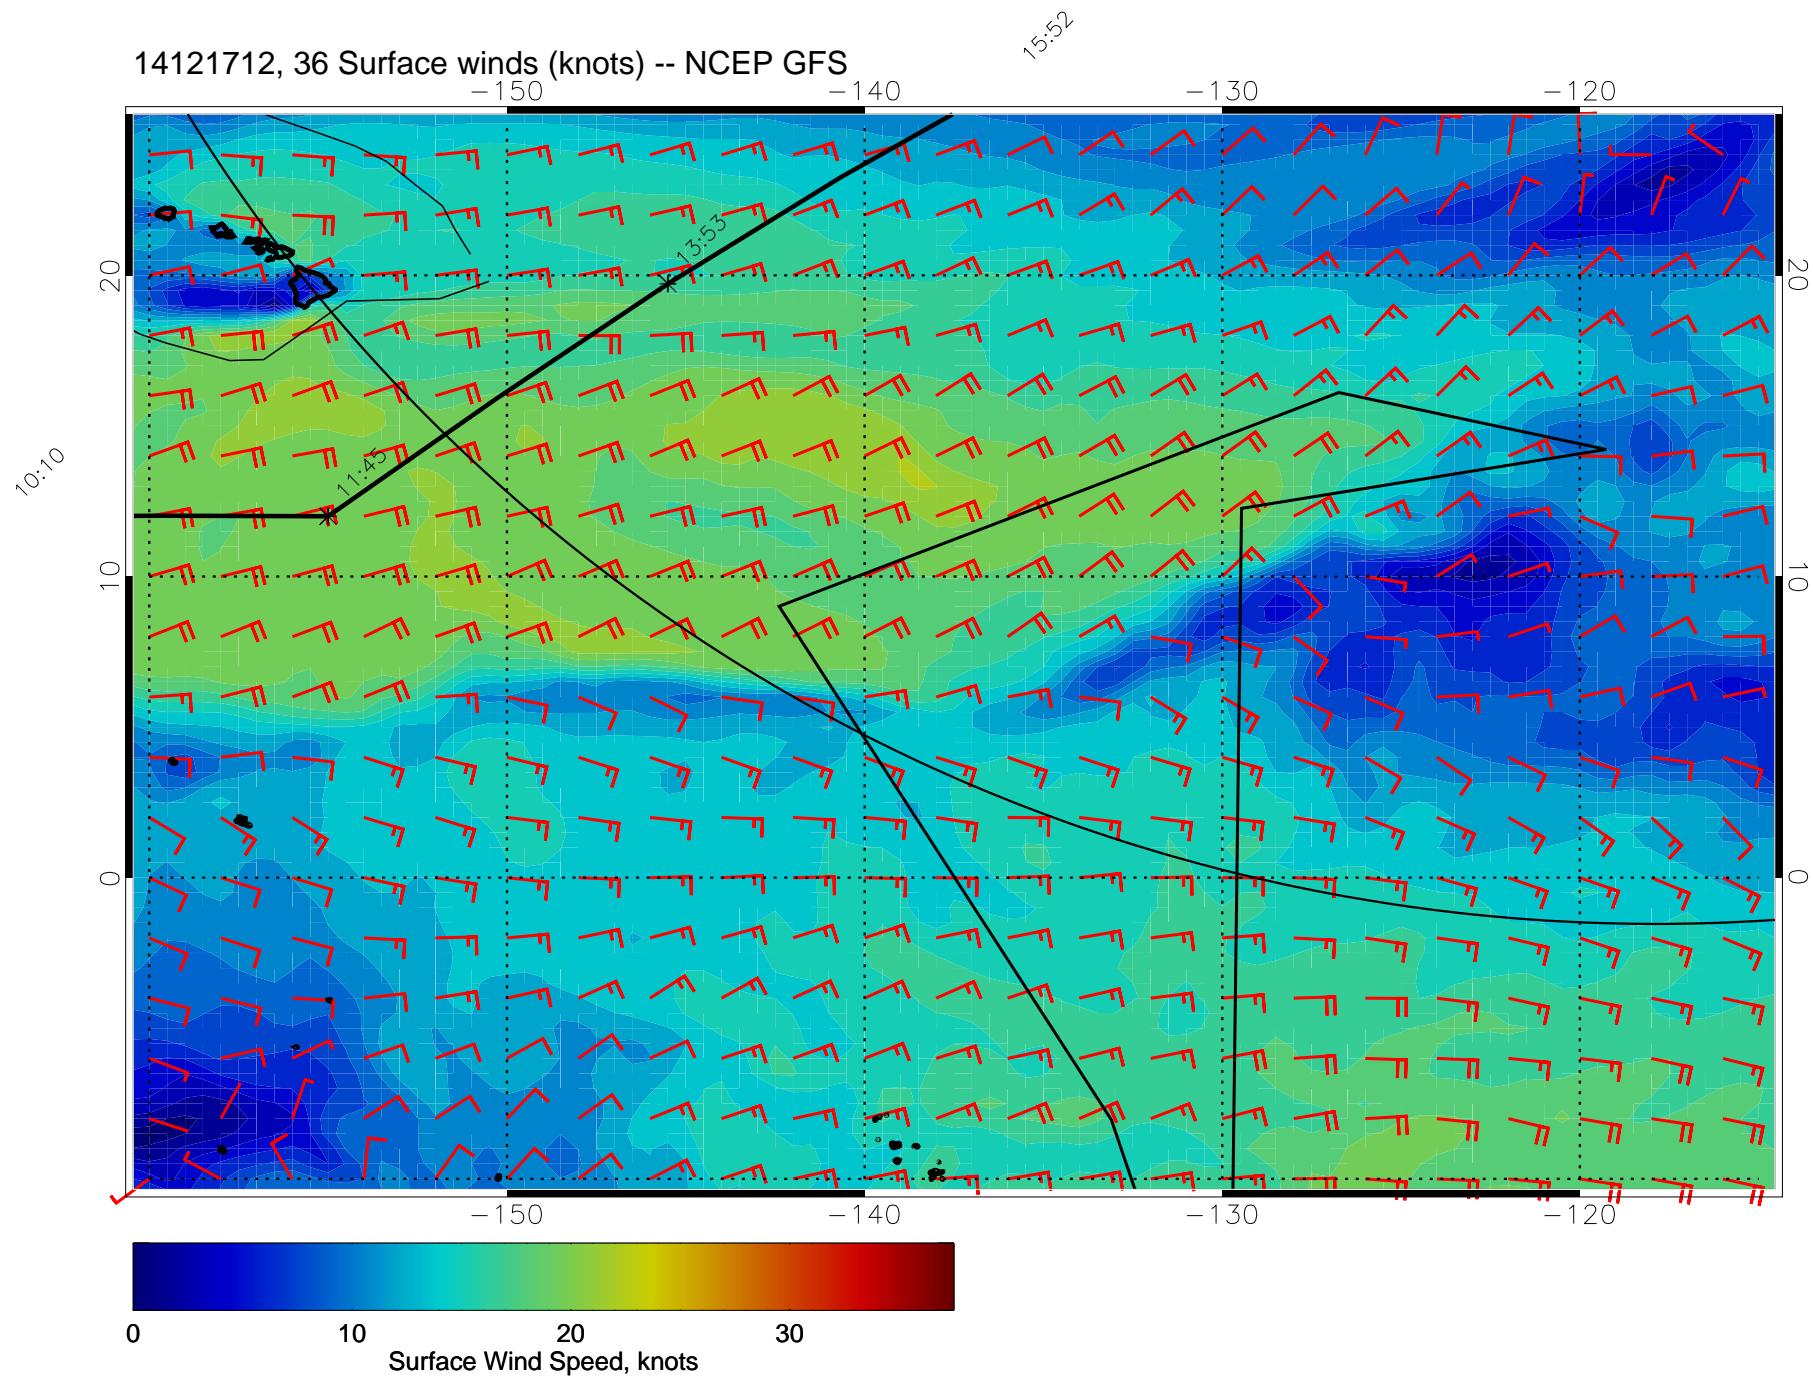 15:52
14121712, 36 Surface winds (knots) -- NCEP GFS
-150 -140 -130 -120
13:53
20 20
10:10
11:45
10 10
0 0
-150 -140 -130 -120
0 10 20 30
Surface Wind Speed, knots